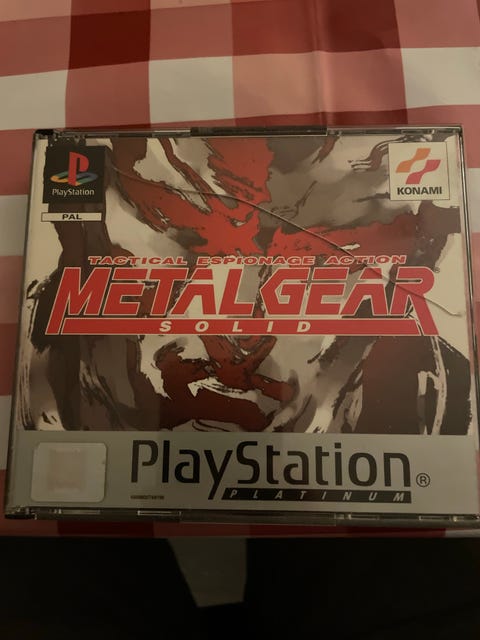 PlayStation
PAL
KONAMI
TACTICAL ESPIONAGE ACTION
METAL GEAR
SOLID
PlayStation®
PLATINUM